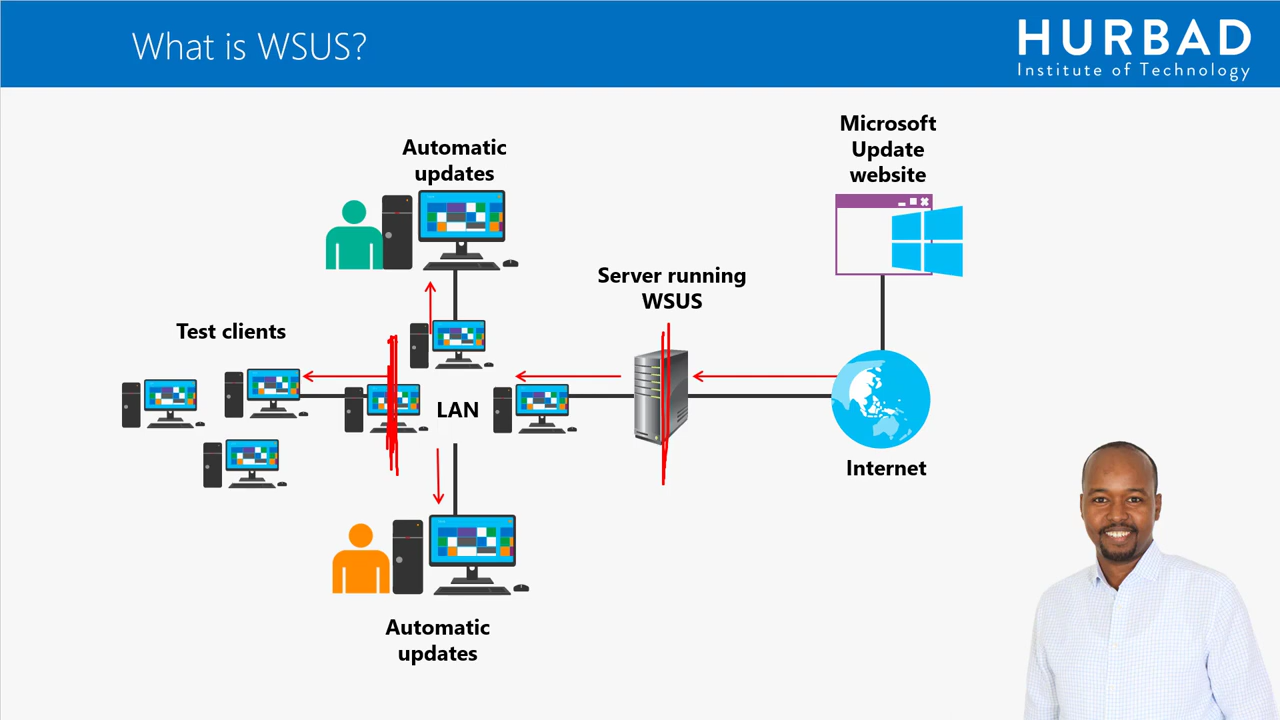 What is WSUS?
HURBAD
Institute of Technology
Automatic
updates
Microsoft
Update
website
Server running
WSUS
Test clients
LAN
Internet
Automatic
updates